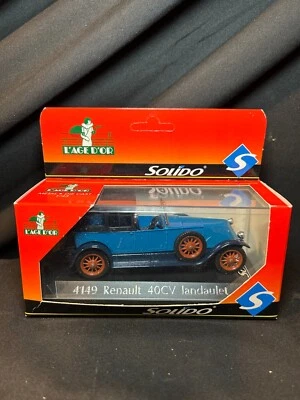 L'AGE D'OR
SOLIDO®
S
L'AGE D'OR
S
4149 Renault 40CV landaulet
SOLIDO